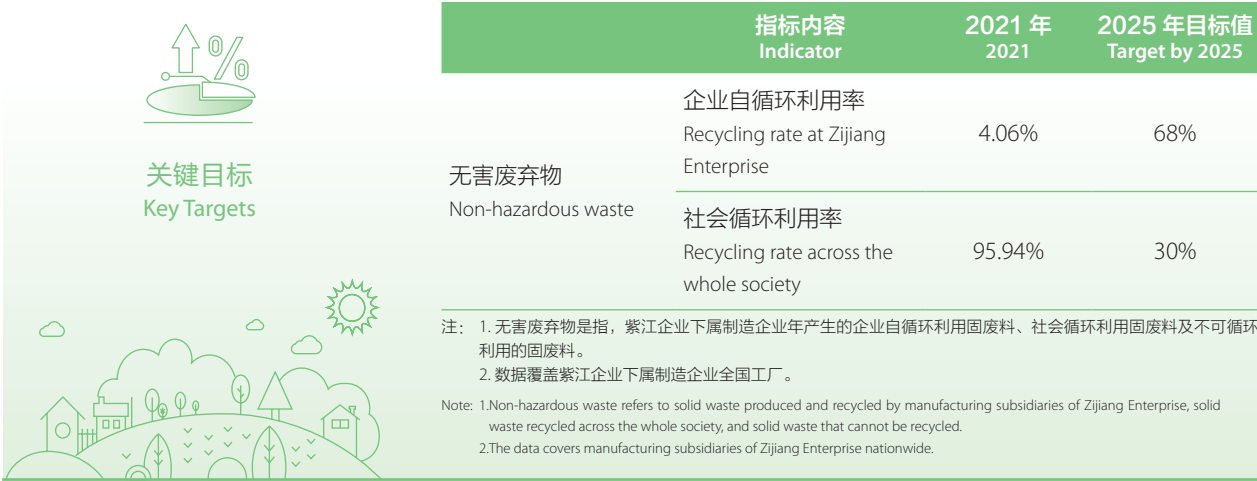 %
关键目标
Key Targets
指标内容 2021 年 2025 年目标值
Indicator 2021 Target by 2025
无害废弃物
Non-hazardous waste
企业自循环利用率
Recycling rate at Zijiang
Enterprise
4.06% 68%
社会循环利用率
Recycling rate across the
whole society
95.94% 30%
注： 1. 无害废弃物是指，紫江企业下属制造企业年产生的企业自循环利用固废料、社会循环利用固废料及不可循环
利用的固废料。
2. 数据覆盖紫江企业下属制造企业全国工厂。
Note: 1.Non-hazardous waste refers to solid waste produced and recycled by manufacturing subsidiaries of Zijiang Enterprise, solid
waste recycled across the whole society, and solid waste that cannot be recycled.
2.The data covers manufacturing subsidiaries of Zijiang Enterprise nationwide.